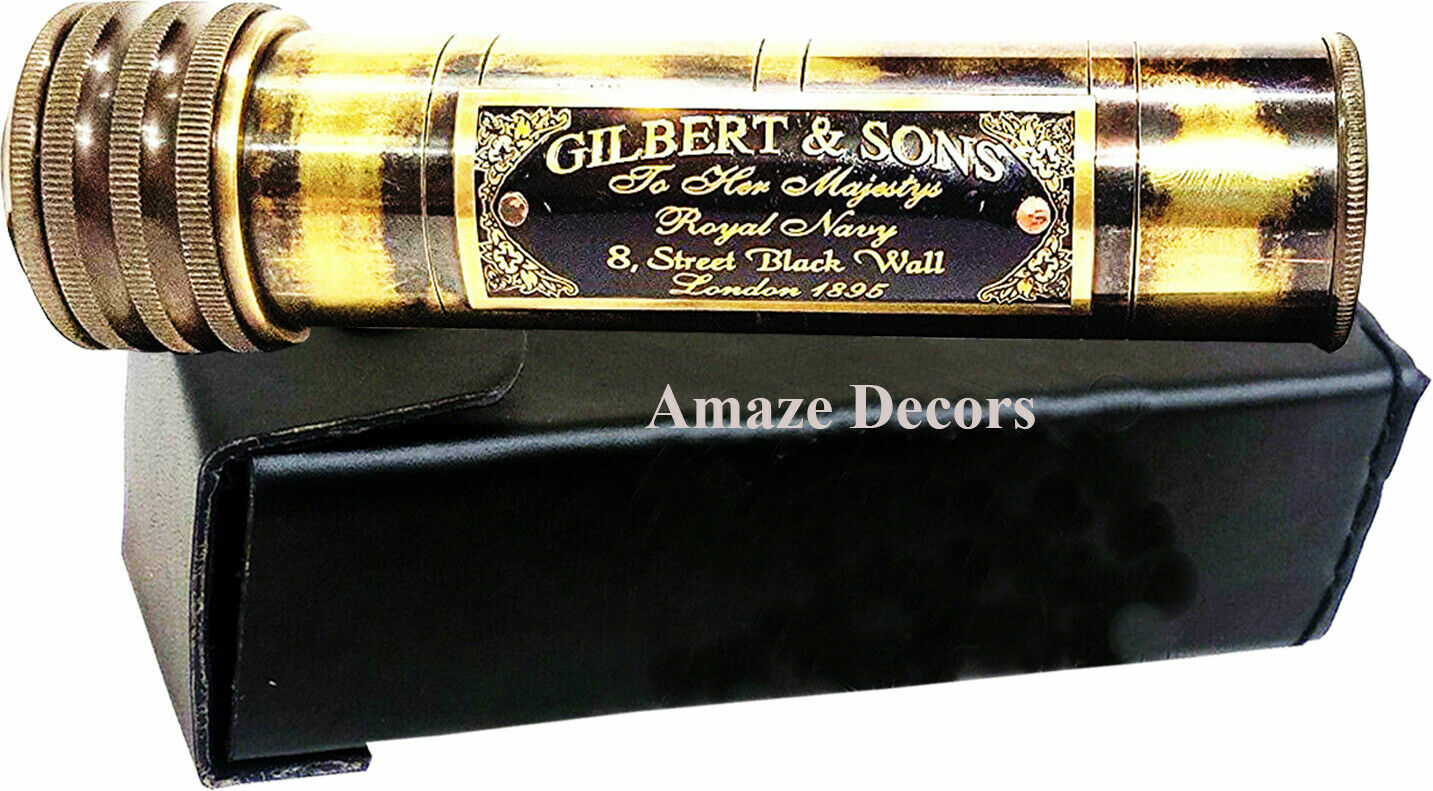 GILBERT & SONS
To Her Majestys
Royal Navy
8, Street Black Wall
London 1895
Amaze Decors